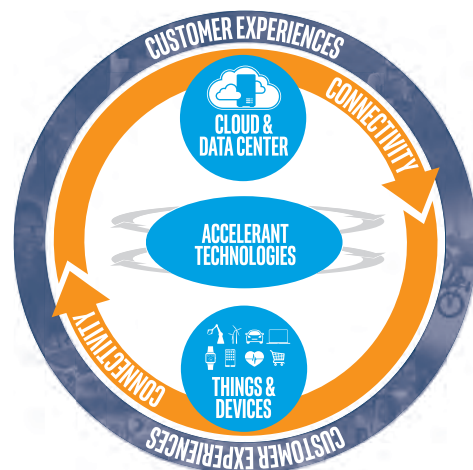 CUSTOMER EXPERIENCES
CONNECTIVITY
CLOUD &
DATA CENTER
ACCELERANT
TECHNOLOGIES
THINGS &
DEVICES
CONNECTIVITY
CUSTOMER EXPERIENCES